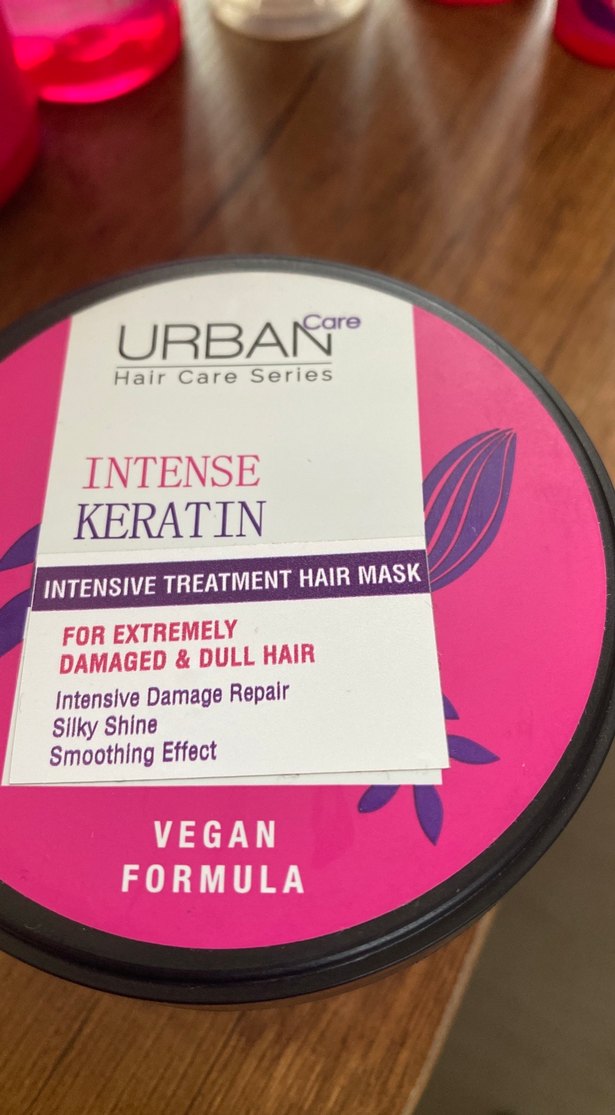 URBAN Care
Hair Care Series
INTENSE
KERATIN
INTENSIVE TREATMENT HAIR MASK
FOR EXTREMELY
DAMAGED & DULL HAIR
Intensive Damage Repair
Silky Shine
Smoothing Effect
VEGAN
FORMULA